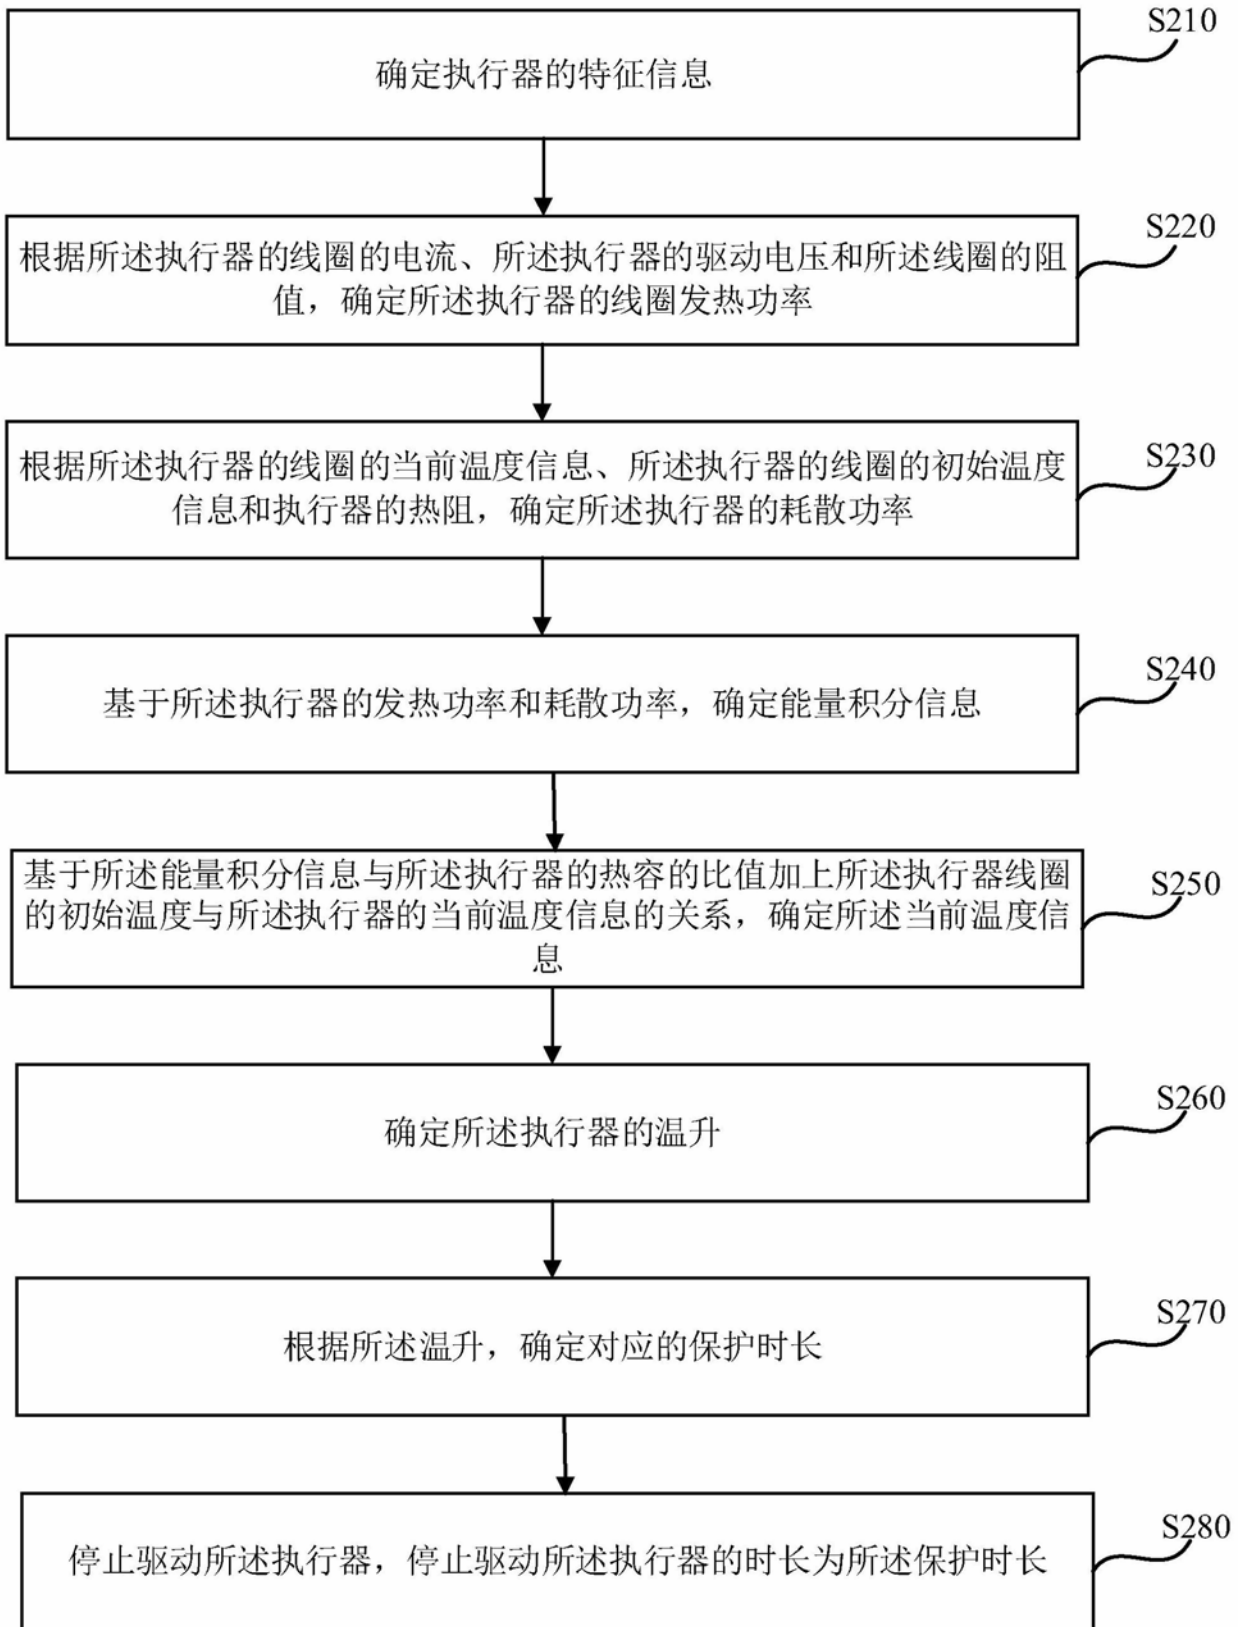 S210
确定执行器的特征信息
S220
根据所述执行器的线圈的电流、所述执行器的驱动电压和所述线圈的阻
值，确定所述执行器的线圈发热功率
S230
根据所述执行器的线圈的当前温度信息、所述执行器的线圈的初始温度
信息和执行器的热阻，确定所述执行器的耗散功率
S240
基于所述执行器的发热功率和耗散功率，确定能量积分信息
S250
基于所述能量积分信息与所述执行器的热容的比值加上所述执行器线圈
的初始温度与所述执行器的当前温度信息的关系，确定所述当前温度信
息
S260
确定所述执行器的温升
S270
根据所述温升，确定对应的保护时长
S280
停止驱动所述执行器，停止驱动所述执行器的时长为所述保护时长